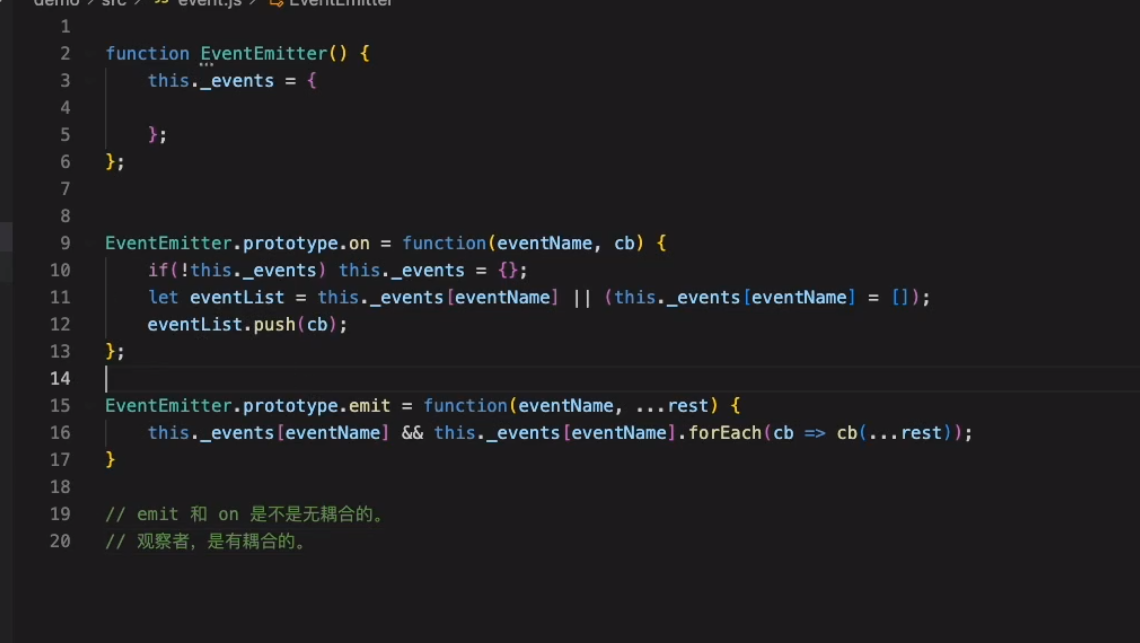 demo > src > JS event.js > EventEmitter
1
2 function EventEmitter() {
3 this._events = {
4
5 };
6 };
7
8
9 EventEmitter.prototype.on = function(eventName, cb) {
10 if(!this._events) this._events = {};
11 let eventList = this._events[eventName] || (this._events[eventName] = []);
12 eventList.push(cb);
13 };
14
15 EventEmitter.prototype.emit = function(eventName, ...rest) {
16 this._events[eventName] && this._events[eventName].forEach(cb => cb(...rest));
17 }
18
19 // emit 和 on 是不是无耦合的。
20 // 观察者，是有耦合的。